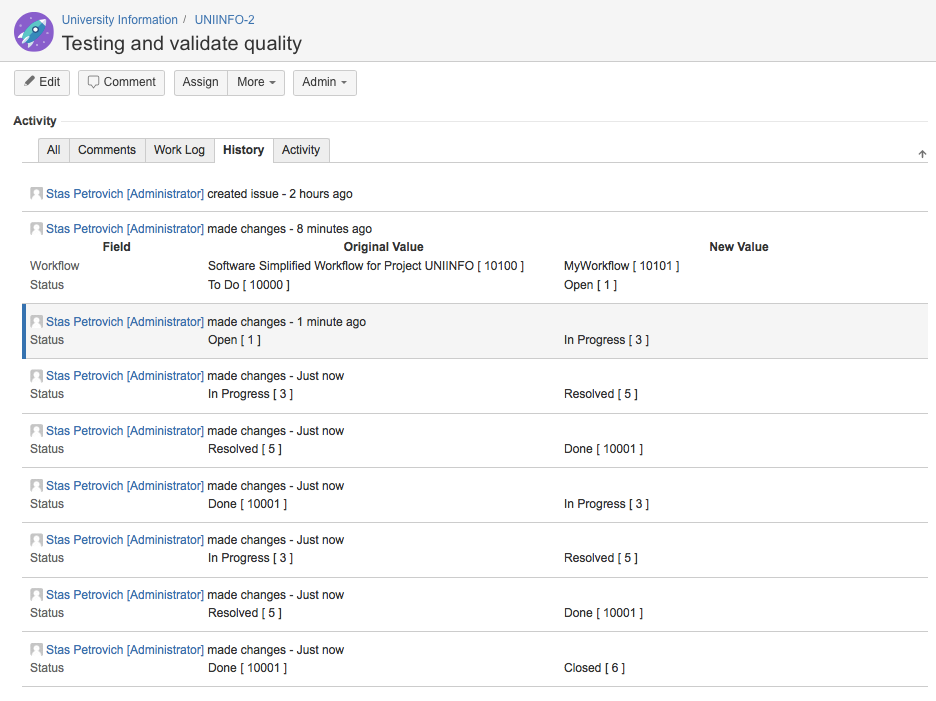 University Information / UNIINFO-2
Testing and validate quality
Edit Comment Assign More Admin
Activity
All Comments Work Log History Activity
Stas Petrovich [Administrator] created issue - 2 hours ago
Stas Petrovich [Administrator] made changes - 8 minutes ago
Field Original Value New Value
Workflow Software Simplified Workflow for Project UNIINFO [ 10100 ] MyWorkflow [ 10101 ]
Status To Do [ 10000 ] Open [ 1 ]
Stas Petrovich [Administrator] made changes - 1 minute ago
Status Open [ 1 ] In Progress [ 3 ]
Stas Petrovich [Administrator] made changes - Just now
Status In Progress [ 3 ] Resolved [ 5 ]
Stas Petrovich [Administrator] made changes - Just now
Status Resolved [ 5 ] Done [ 10001 ]
Stas Petrovich [Administrator] made changes - Just now
Status Done [ 10001 ] In Progress [ 3 ]
Stas Petrovich [Administrator] made changes - Just now
Status In Progress [ 3 ] Resolved [ 5 ]
Stas Petrovich [Administrator] made changes - Just now
Status Resolved [ 5 ] Done [ 10001 ]
Stas Petrovich [Administrator] made changes - Just now
Status Done [ 10001 ] Closed [ 6 ]